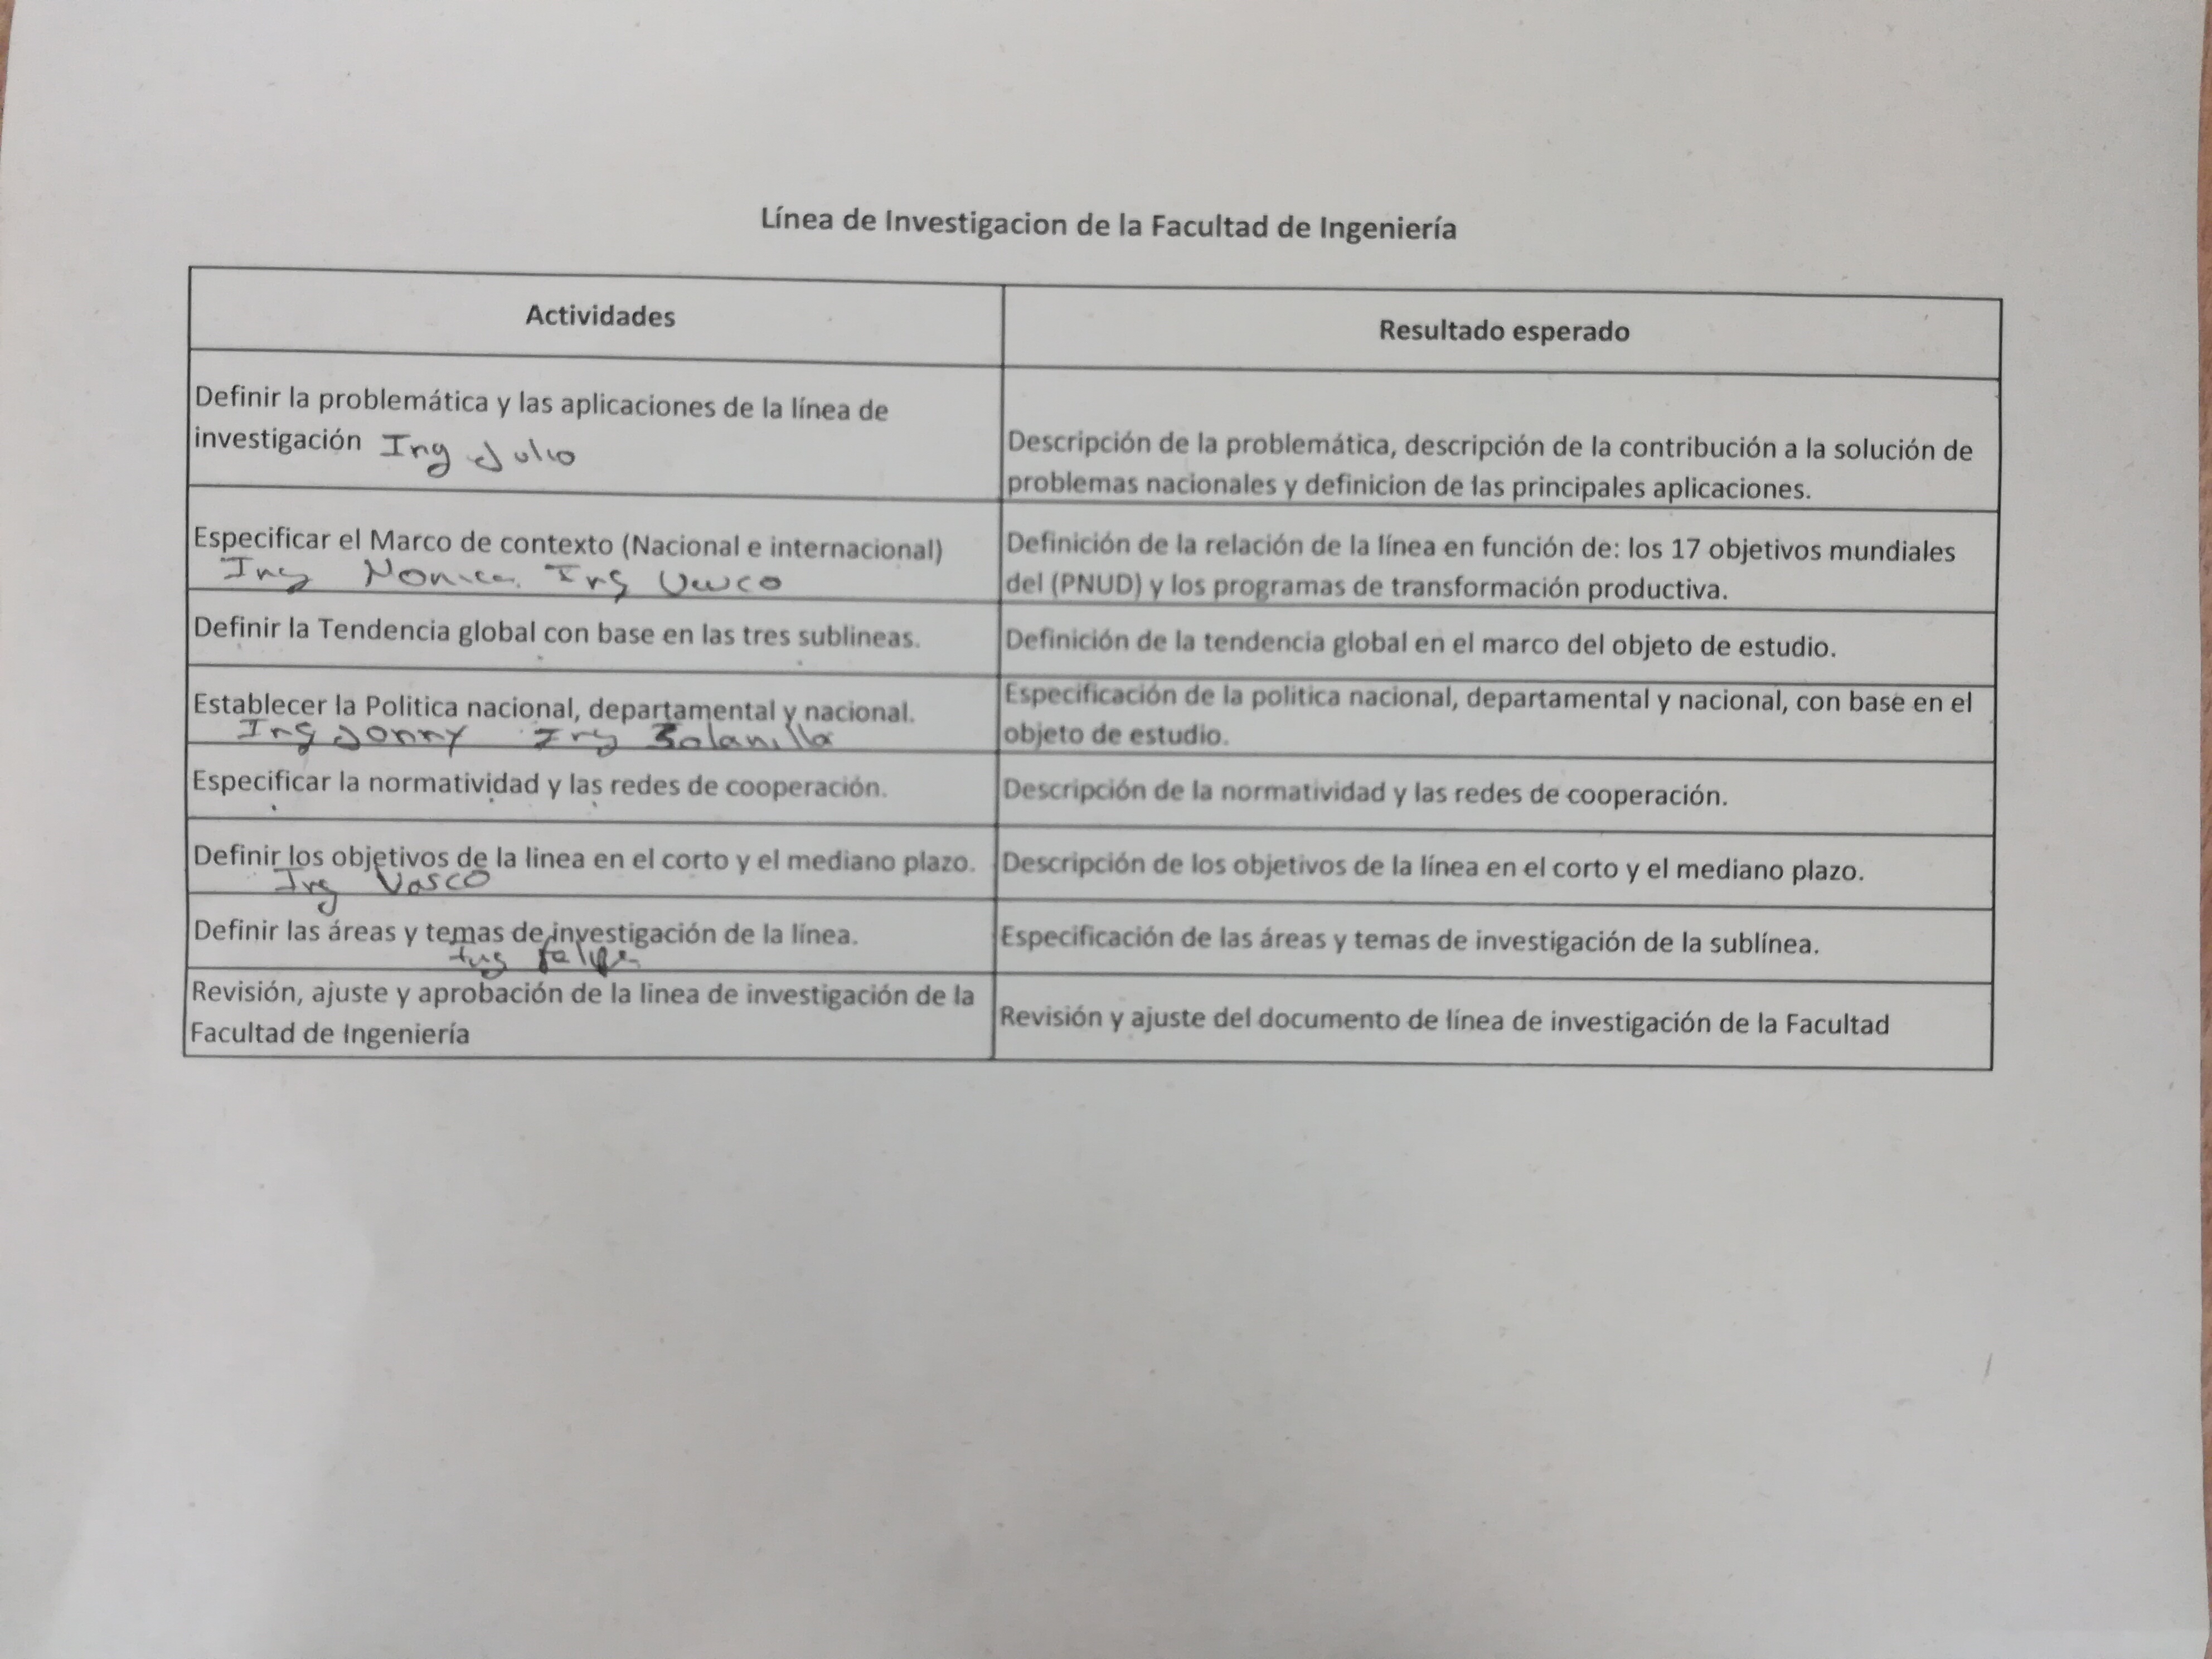 Línea de Investigacion de la Facultad de Ingeniería
Actividades
Resultado esperado
Definir la problemática y las aplicaciones de la línea de
investigación Ing Julio
Descripción de la problemática, descripción de la contribución a la solución de
problemas nacionales y definicion de las principales aplicaciones.
Especificar el Marco de contexto (Nacional e internacional)
Ing Monica. Ing Vasco
Definición de la relación de la línea en función de: los 17 objetivos mundiales
del (PNUD) y los programas de transformación productiva.
Definir la Tendencia global con base en las tres sublineas.
Definición de la tendencia global en el marco del objeto de estudio.
Establecer la Politica nacional, departamental y nacional.
Ing Jonny Ing Bolanilla
Especificación de la politica nacional, departamental y nacional, con base en el
objeto de estudio.
Especificar la normatividad y las redes de cooperación.
Descripción de la normatividad y las redes de cooperación.
Definir los objetivos de la linea en el corto y el mediano plazo.
Ing Vasco
Descripción de los objetivos de la línea en el corto y el mediano plazo.
Definir las áreas y temas de investigación de la línea.
Ing Felipe
Especificación de las áreas y temas de investigación de la sublínea.
Revisión, ajuste y aprobación de la linea de investigación de la
Facultad de Ingeniería
Revisión y ajuste del documento de línea de investigación de la Facultad